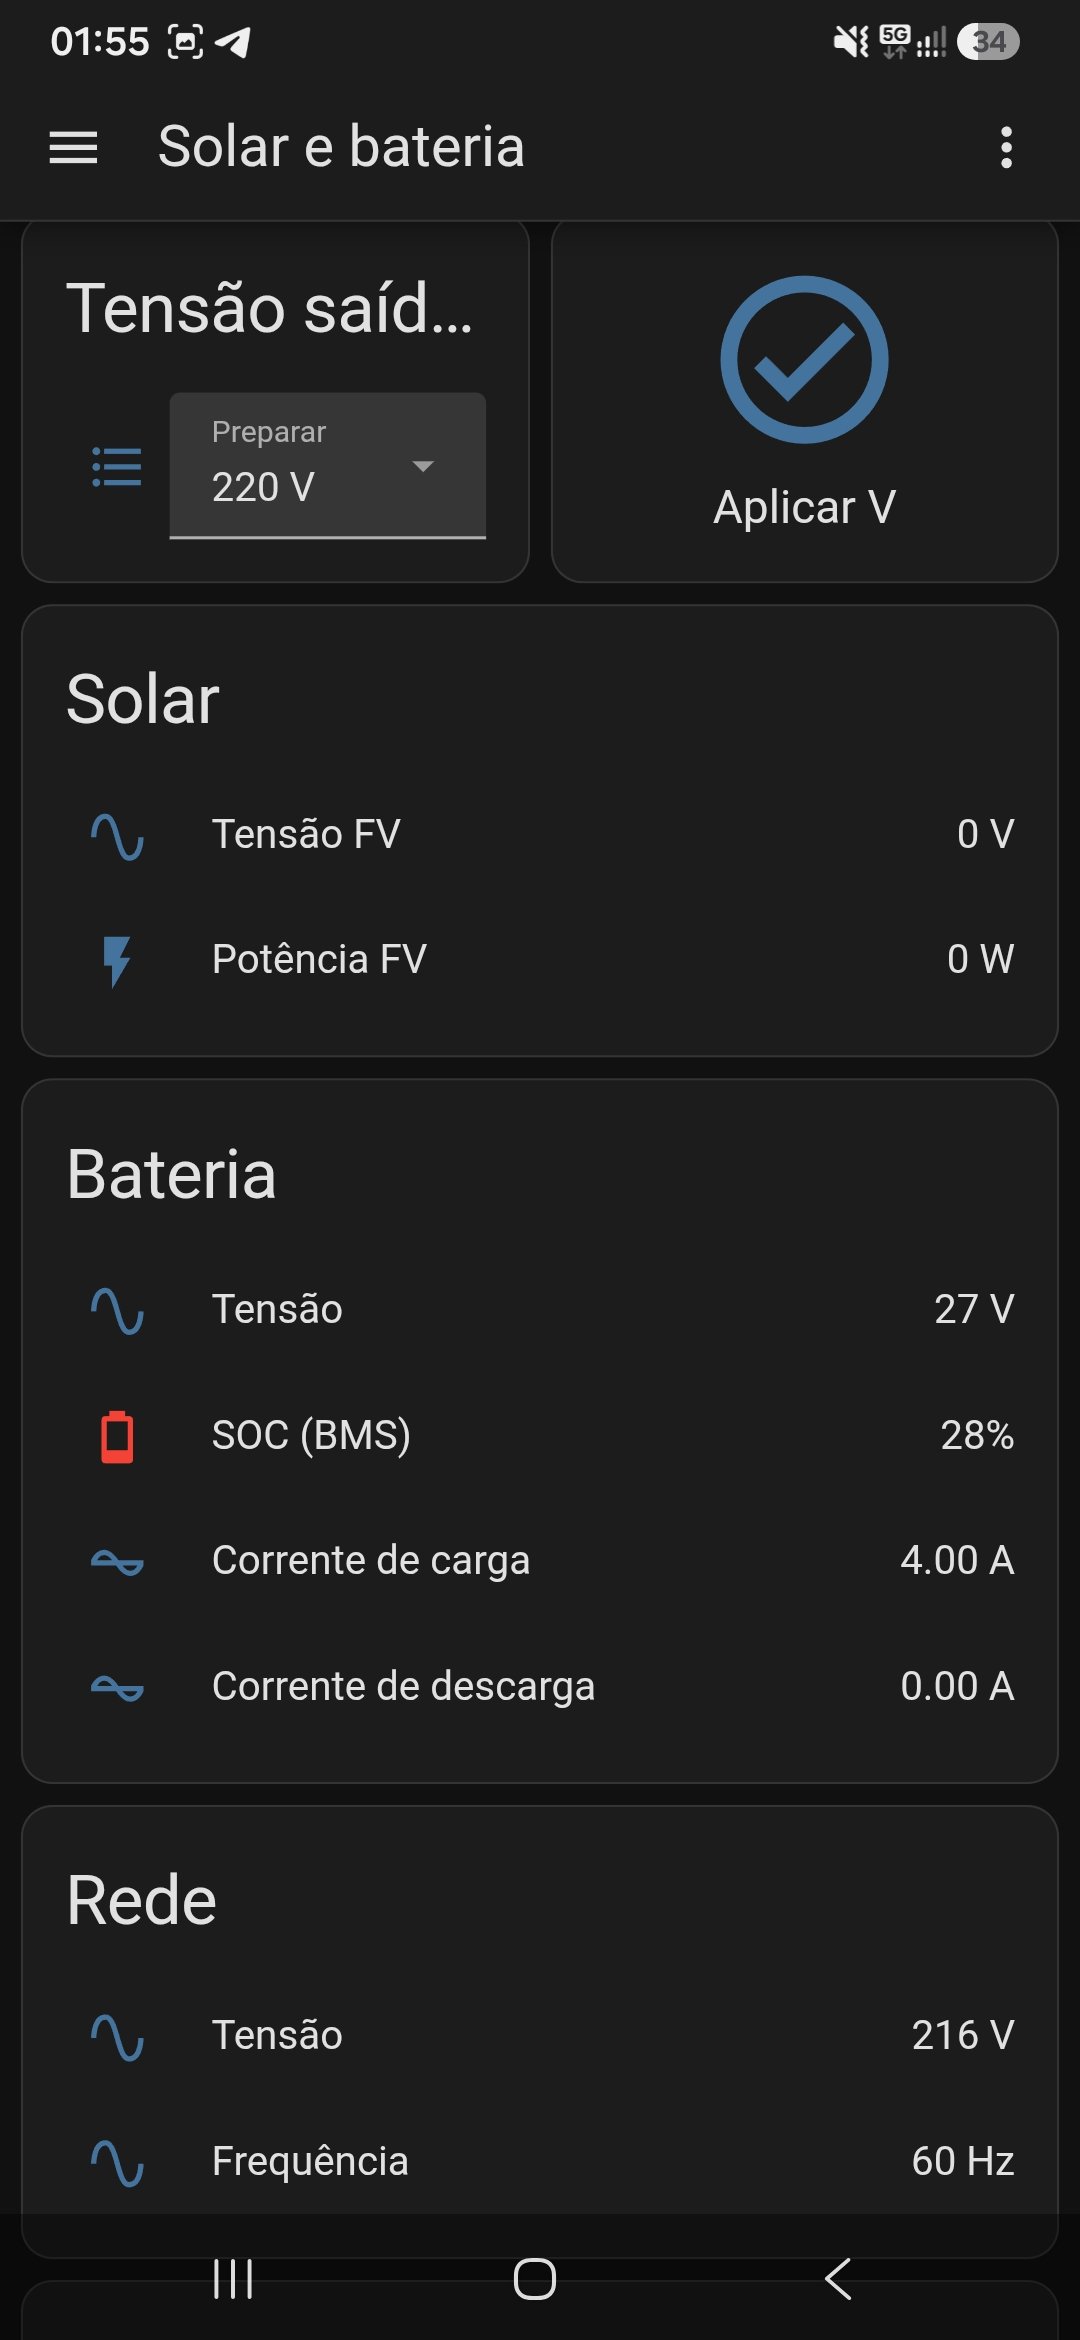 01:55
5G
34
Solar e bateria
Tensão saíd...
Preparar
220 V
Aplicar V
Solar
Tensão FV 0 V
Potência FV 0 W
Bateria
Tensão 27 V
SOC (BMS) 28%
Corrente de carga 4.00 A
Corrente de descarga 0.00 A
Rede
Tensão 216 V
Frequência 60 Hz